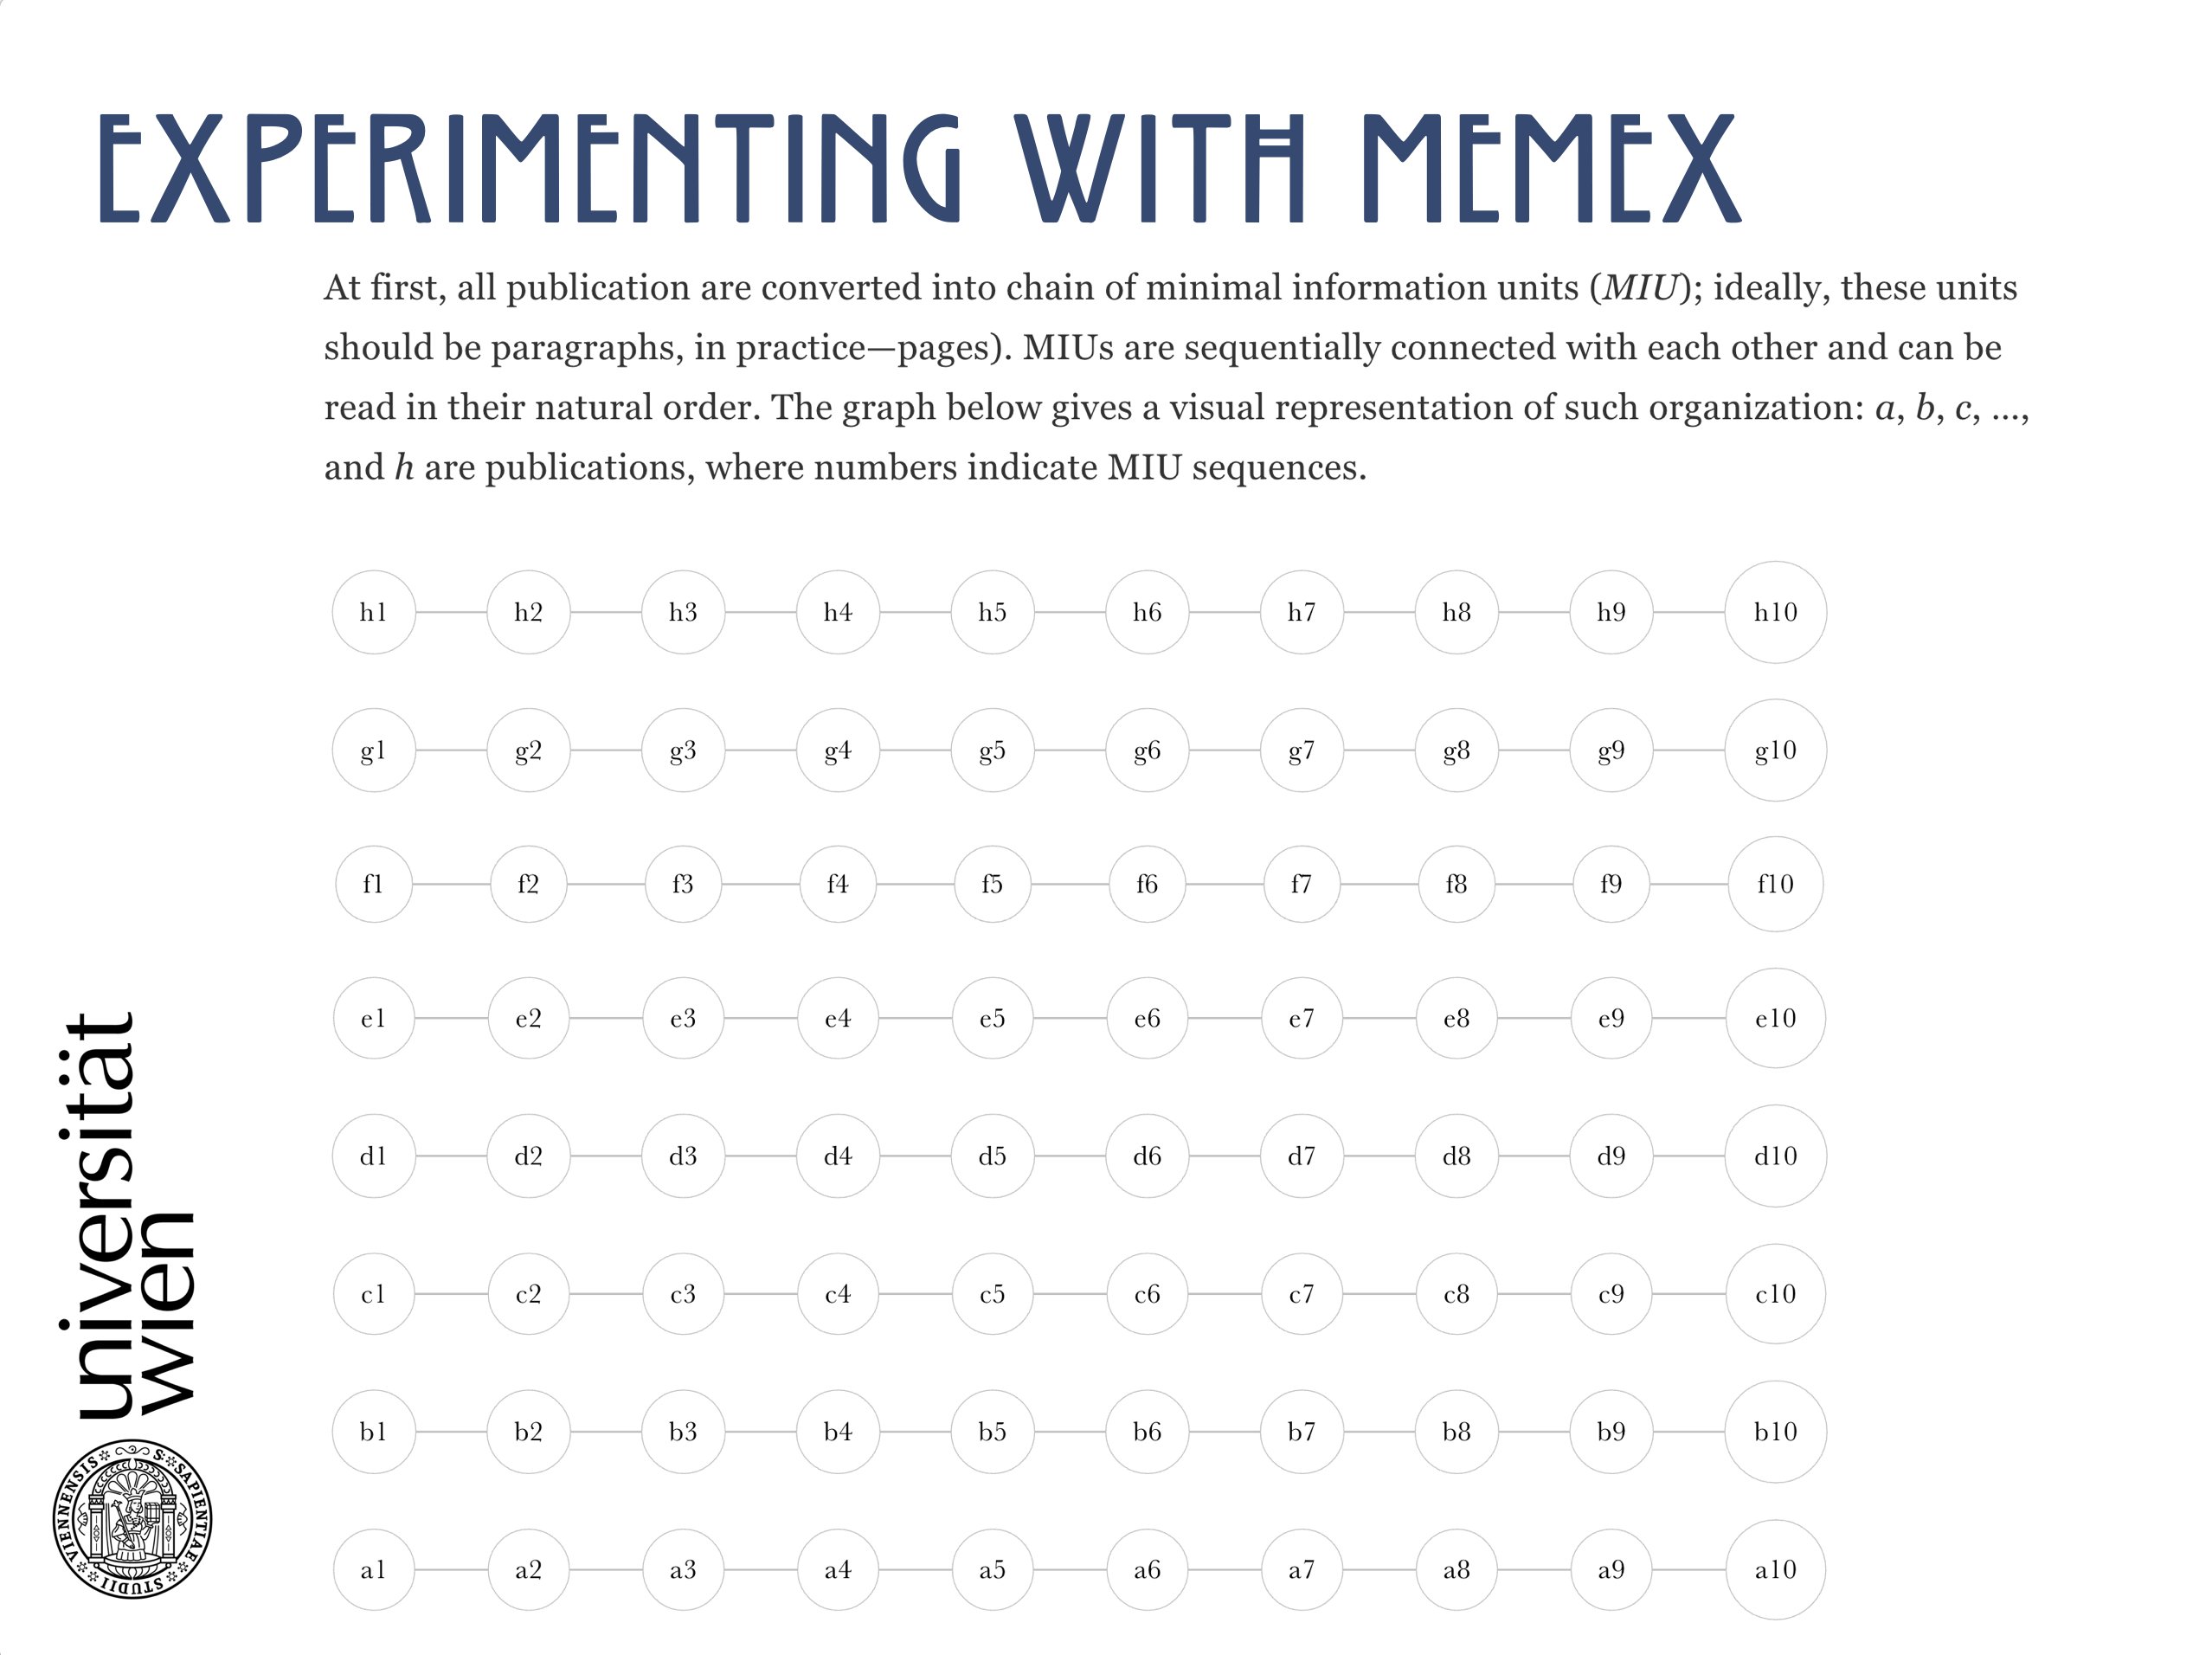 EXPERIMENTING WITH MEMEX
At first, all publication are converted into chain of minimal information units (MIU); ideally, these units
should be paragraphs, in practice—pages). MIUs are sequentially connected with each other and can be
read in their natural order. The graph below gives a visual representation of such organization: a, b, c, ...,
and h are publications, where numbers indicate MIU sequences.
h1 h2 h3 h4 h5 h6 h7 h8 h9 h10
g1 g2 g3 g4 g5 g6 g7 g8 g9 g10
f1 f2 f3 f4 f5 f6 f7 f8 f9 f10
e1 e2 e3 e4 e5 e6 e7 e8 e9 e10
d1 d2 d3 d4 d5 d6 d7 d8 d9 d10
c1 c2 c3 c4 c5 c6 c7 c8 c9 c10
b1 b2 b3 b4 b5 b6 b7 b8 b9 b10
a1 a2 a3 a4 a5 a6 a7 a8 a9 a10
universität
wien
S·SAPIENTIAE STUDII VIENNENSIS